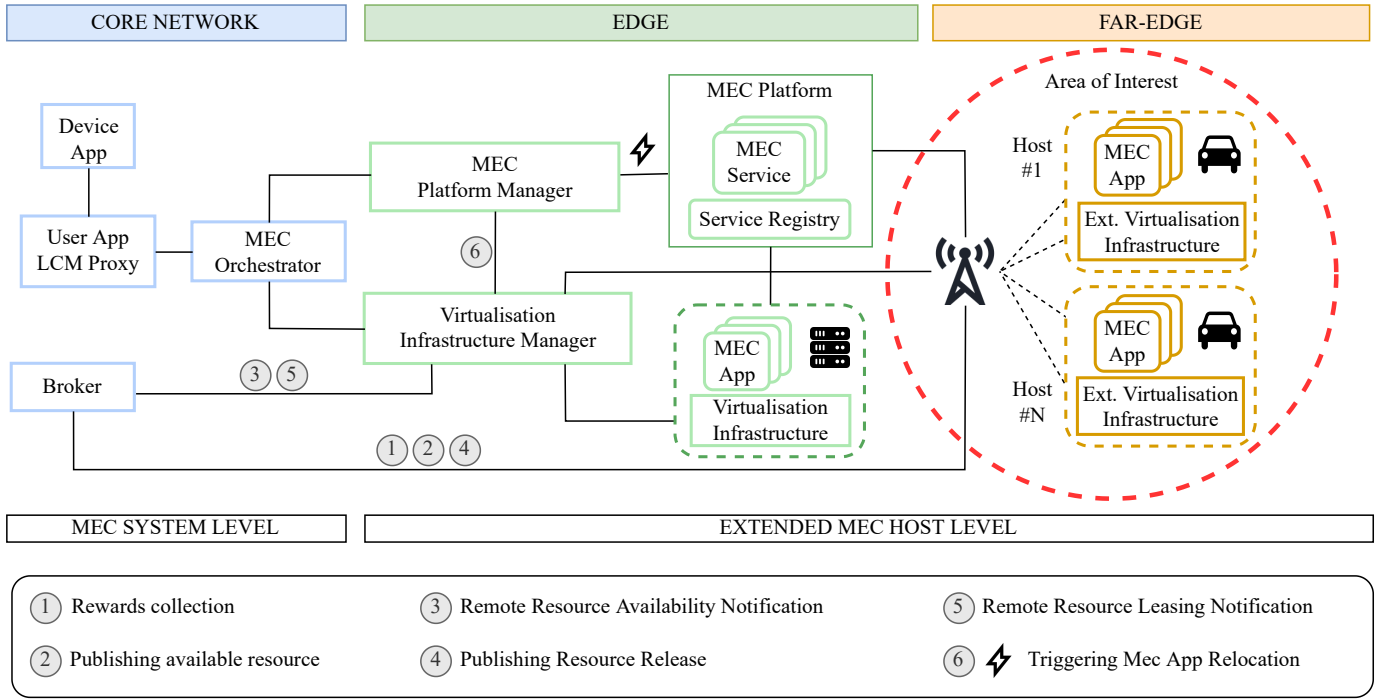 CORE NETWORK
EDGE
FAR-EDGE
Device
App
User App
LCM Proxy
MEC
Orchestrator
Broker
MEC
Platform Manager
6
Virtualisation
Infrastructure Manager
3 5
1 2 4
MEC Platform
MEC
Service
Service Registry
MEC
App
Virtualisation
Infrastructure
Area of Interest
Host
#1
MEC
App
Ext. Virtualisation
Infrastructure
MEC
App
Host
#N
Ext. Virtualisation
Infrastructure
MEC SYSTEM LEVEL
EXTENDED MEC HOST LEVEL
1 Rewards collection
2 Publishing available resource
3 Remote Resource Availability Notification
4 Publishing Resource Release
5 Remote Resource Leasing Notification
6 Triggering Mec App Relocation